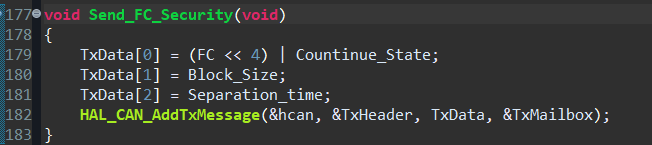 177 void Send_FC_Security(void)
178 {
179     TxData[0] = (FC << 4) | Countinue_State;
180     TxData[1] = Block_Size;
181     TxData[2] = Separation_time;
182     HAL_CAN_AddTxMessage(&hcan, &TxHeader, TxData, &TxMailbox);
183 }